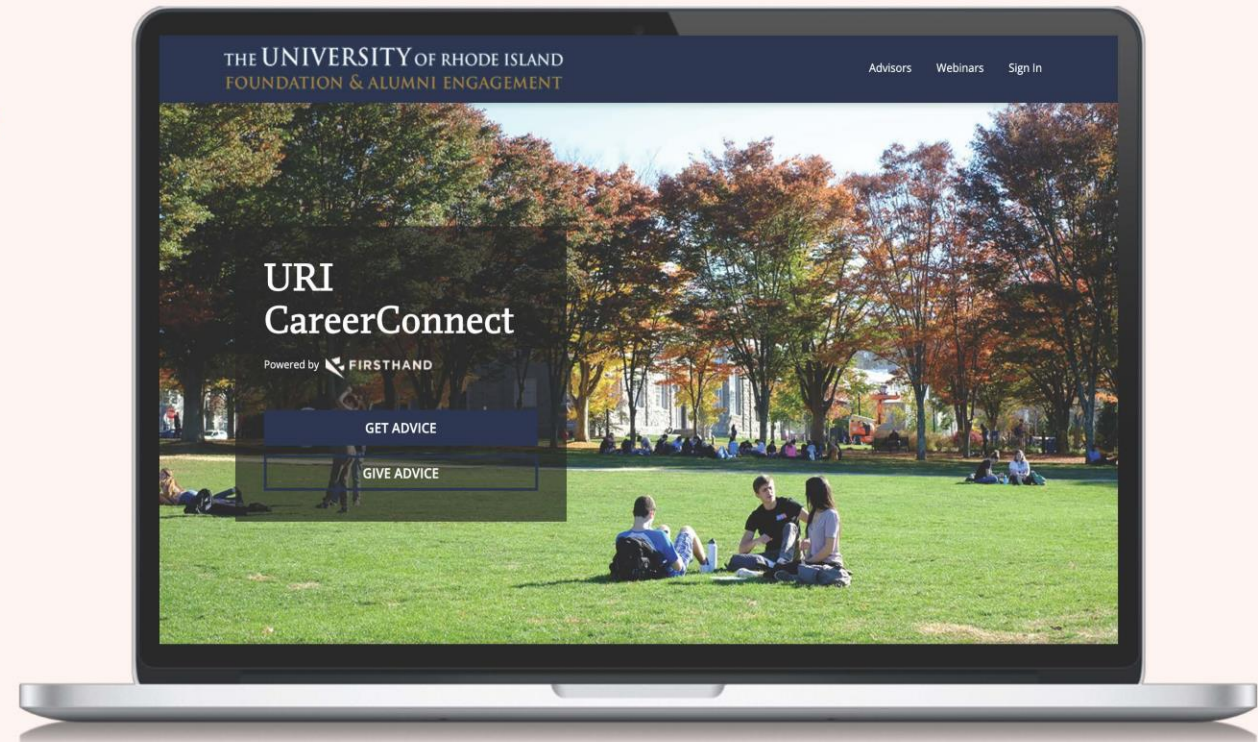 THE UNIVERSITY OF RHODE ISLAND
FOUNDATION & ALUMNI ENGAGEMENT
Advisors Webinars Sign In
URI
CareerConnect
Powered by FIRSTHAND
GET ADVICE
GIVE ADVICE